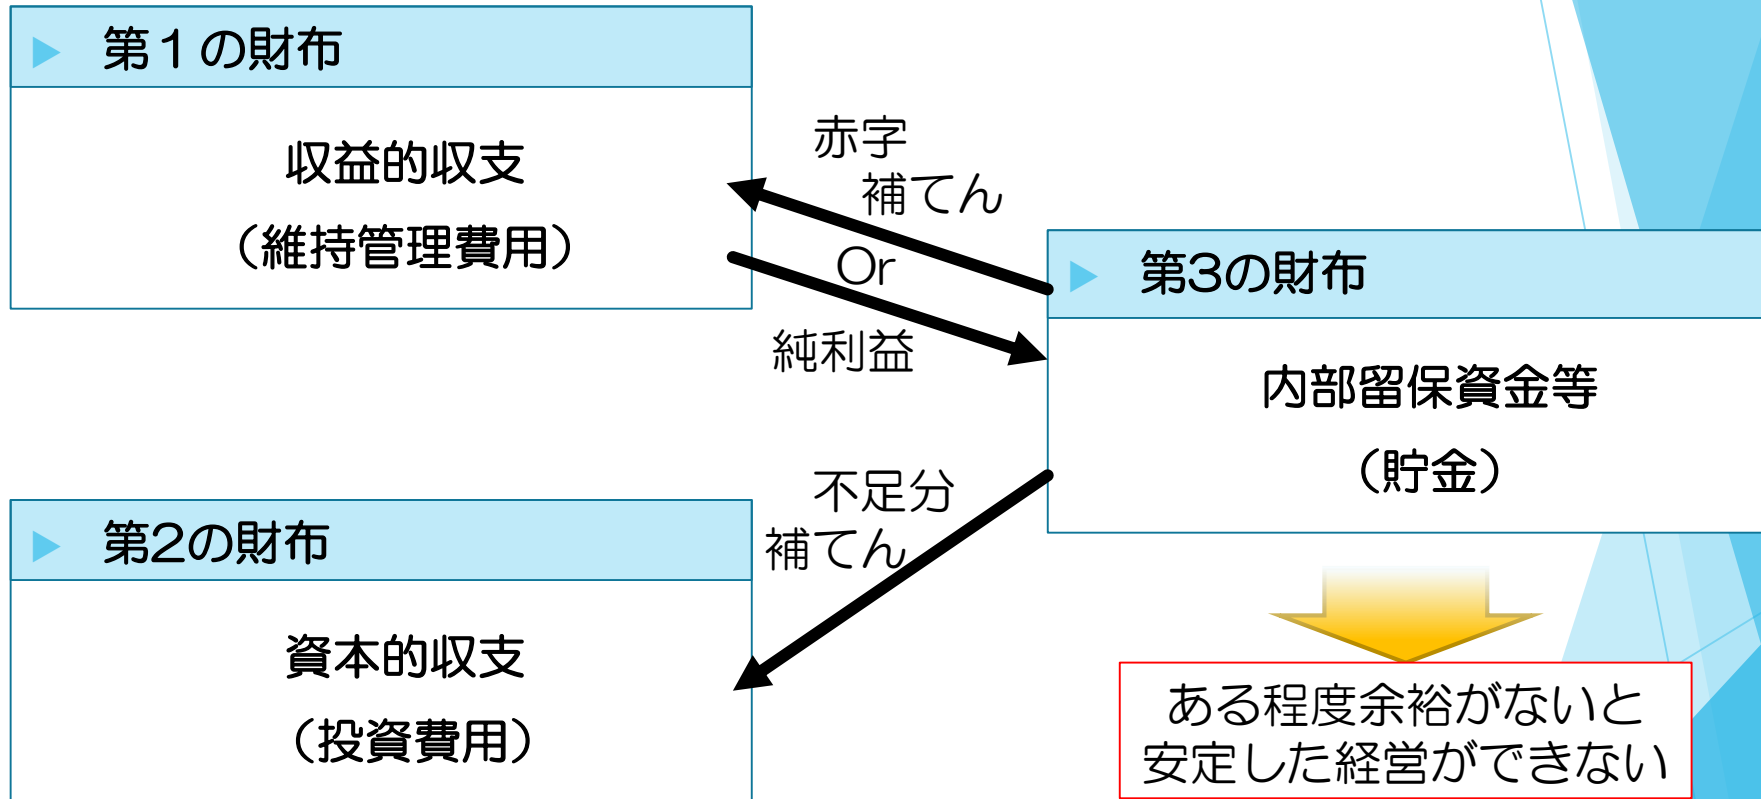 第１の財布
収益的収支
（維持管理費用）
赤字
補てん
Or
純利益
第3の財布
内部留保資金等
（貯金）
不足分
補てん
第2の財布
資本的収支
（投資費用）
ある程度余裕がないと
安定した経営ができない